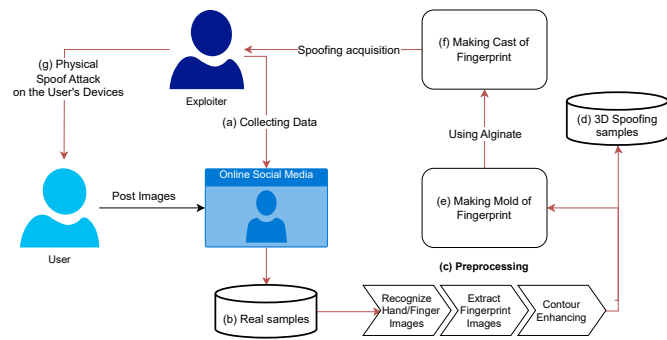 (g) Physical
Spoof Attack
on the User's Devices
Exploiter
Spoofing acquisition
(f) Making Cast of
Fingerprint
(a) Collecting Data
(d) 3D Spoofing
samples
Using Alginate
Online Social Media
Post Images
User
(e) Making Mold of
Fingerprint
(c) Preprocessing
(b) Real samples
Recognize
Hand/Finger
Images
Extract
Fingerprint
Images
Contour
Enhancing